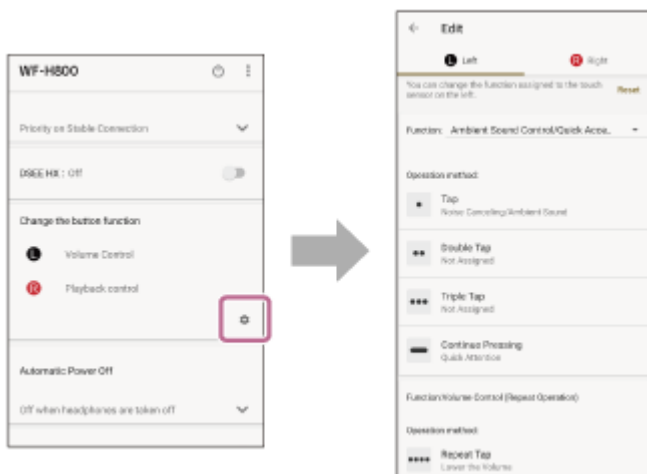 WF-H800
Priority on Stable Connection
DSEE HX : Off
Change the button function
L Volume Control
R Playback control
Automatic Power Off
Off when headphones are taken off
Edit
L Left
R Right
You can change the function assigned to the touch
sensor on the left.
Reset
Function: Ambient Sound Control/Quick Acce...
Operation method:
Tap
Noise Canceling/Ambient Sound
Double Tap
Not Assigned
Triple Tap
Not Assigned
Continue Pressing
Quick Attention
Function:Volume Control (Repeat Operation)
Operation method:
Repeat Tap
Lower the Volume